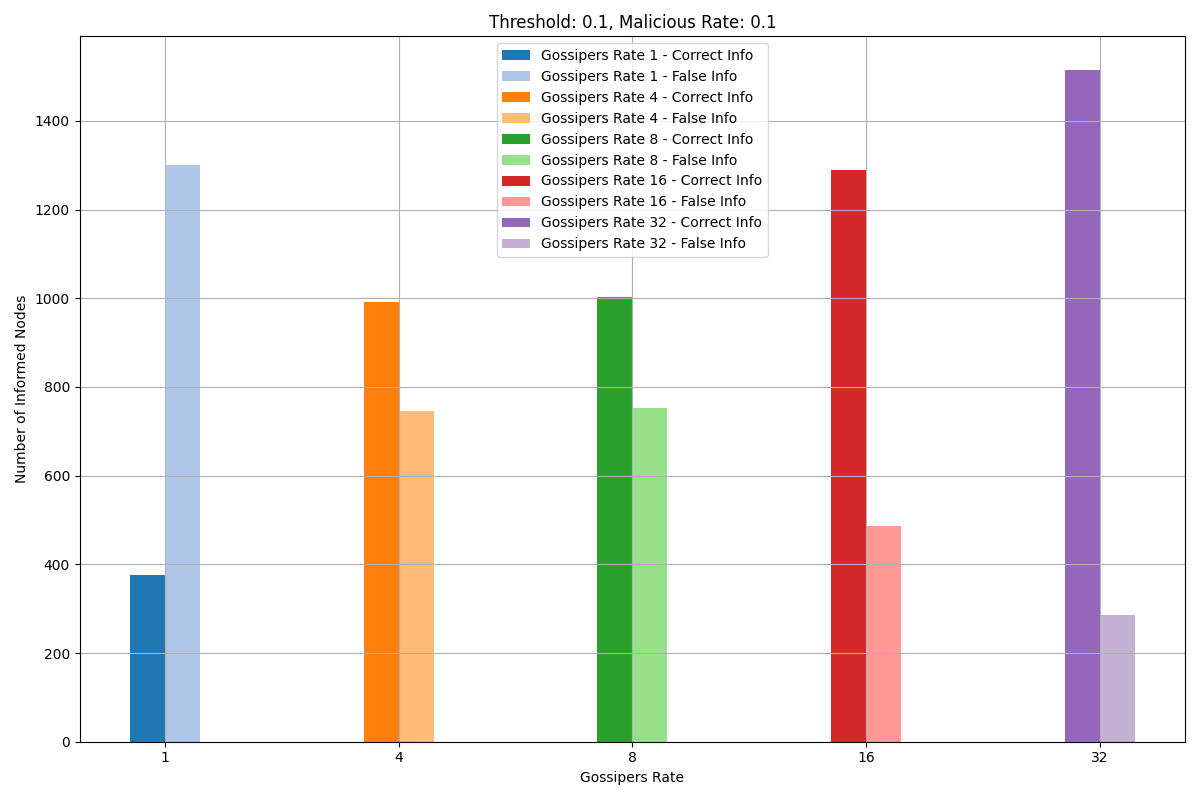 Threshold: 0.1, Malicious Rate: 0.1
Gossipers Rate 1 - Correct Info
Gossipers Rate 1 - False Info
Gossipers Rate 4 - Correct Info
Gossipers Rate 4 - False Info
Gossipers Rate 8 - Correct Info
Gossipers Rate 8 - False Info
Gossipers Rate 16 - Correct Info
Gossipers Rate 16 - False Info
Gossipers Rate 32 - Correct Info
Gossipers Rate 32 - False Info
Number of Informed Nodes
1400
1200
1000
800
600
400
200
0
1 4 8 16 32
Gossipers Rate